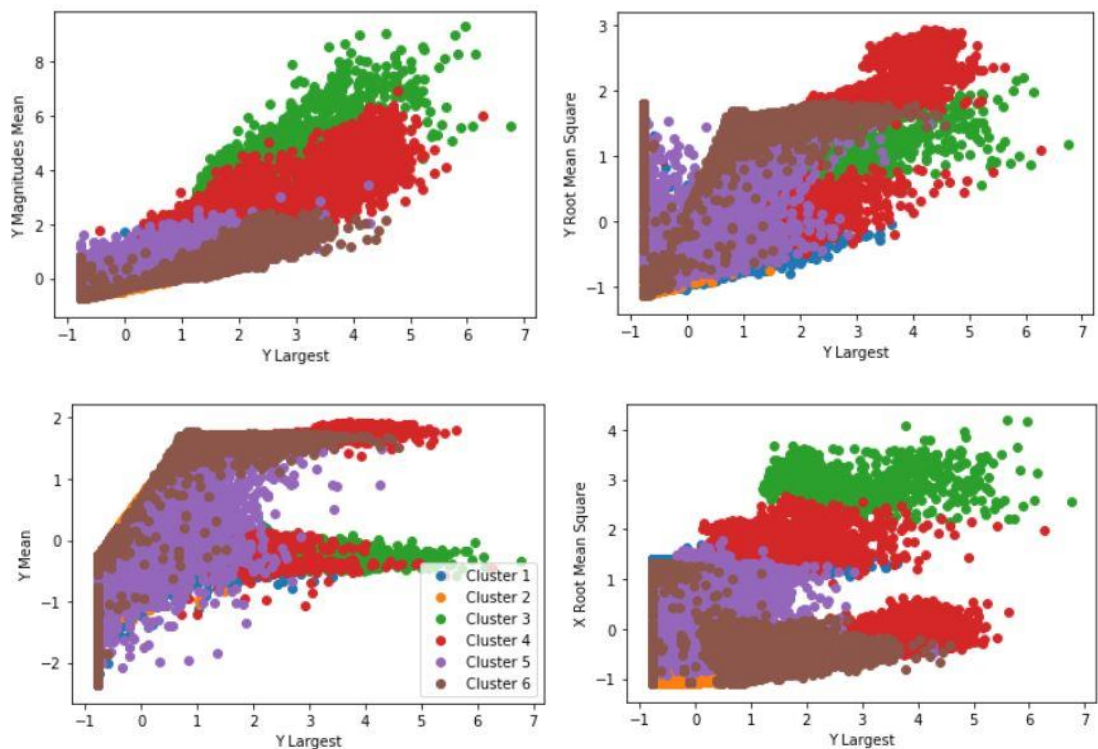 Y Magnitudes Mean
8
6
4
2
0
−1 0 1 2 3 4 5 6 7
Y Largest
Y Root Mean Square
3
2
1
0
−1
−1 0 1 2 3 4 5 6 7
Y Largest
Y Mean
2
1
0
−1
−2
Cluster 1
Cluster 2
Cluster 3
Cluster 4
Cluster 5
Cluster 6
−1 0 1 2 3 4 5 6 7
Y Largest
X Root Mean Square
4
3
2
1
0
−1
−1 0 1 2 3 4 5 6 7
Y Largest